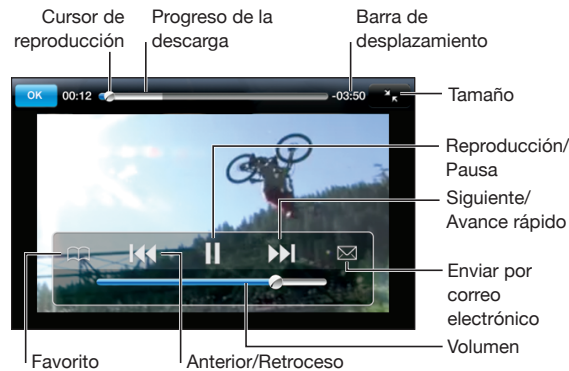 Cursor de
reproducción
Progreso de la
descarga
Barra de
desplazamiento
OK
00:12
-03:50
Tamaño
Reproducción/
Pausa
Siguiente/
Avance rápido
Enviar por
correo
electrónico
Volumen
Favorito
Anterior/Retroceso